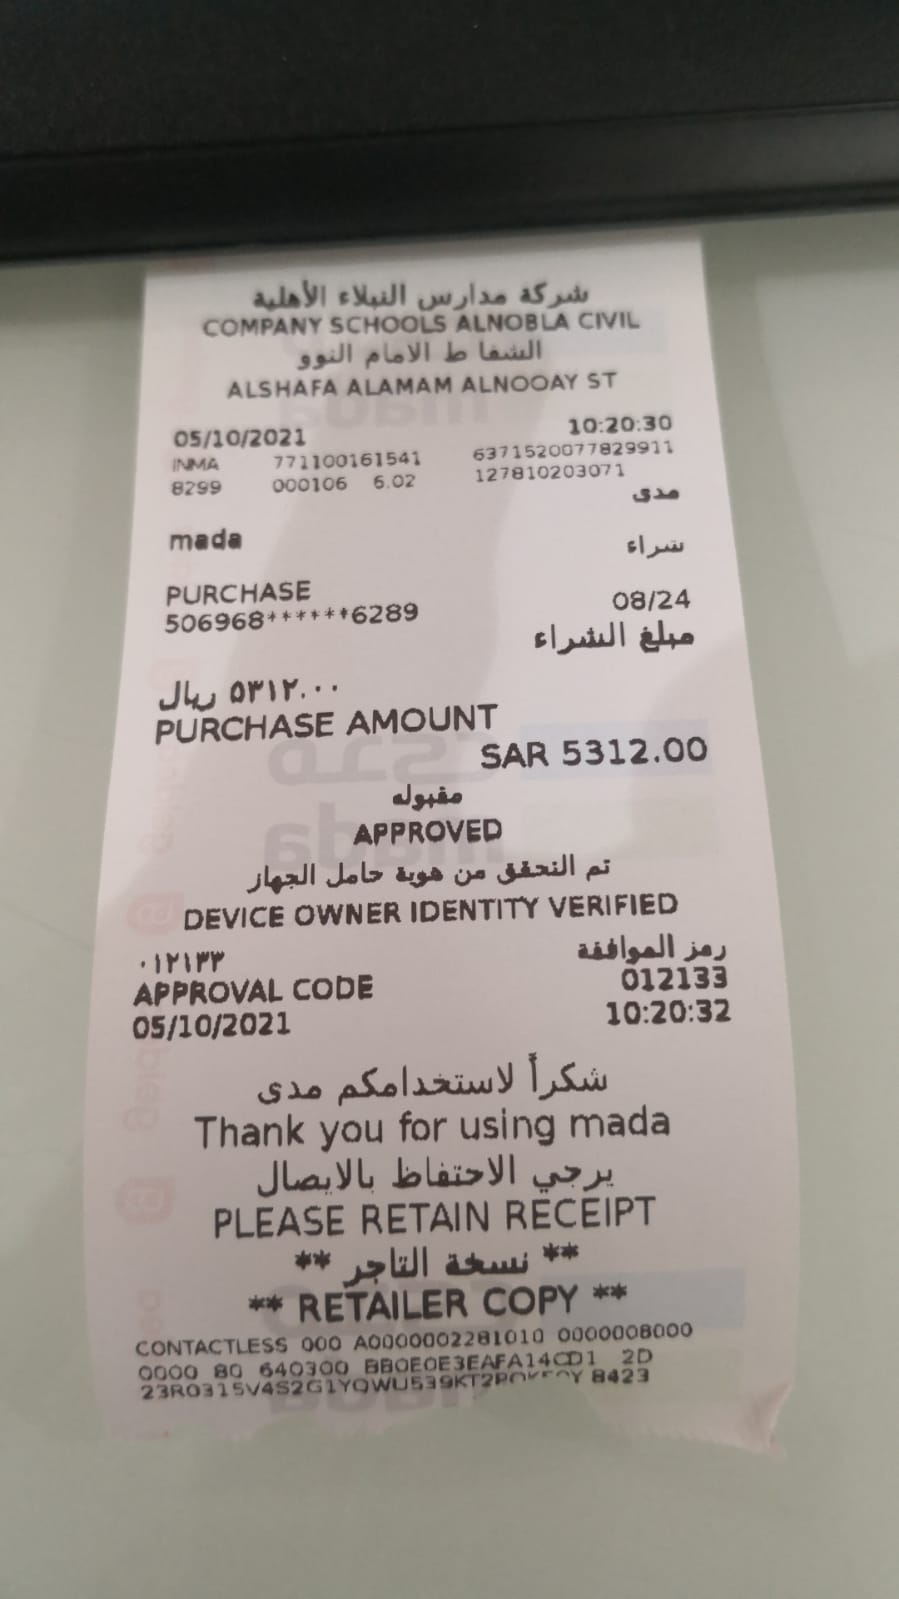 شركة مدارس النبلاء الأهلية
COMPANY SCHOOLS ALNOBLA CIVIL
الشفا ط الامام النوو
ALSHAFA ALAMAM ALNOOAY ST
05/10/2021 10:20:30
INMA 771100161541 6371520077829911
8299 000106 6.02 127810203071
مدى
mada
شراء
PURCHASE
506968******6289 08/24
مبلغ الشراء
٥٣١٢.٠٠ ريال
PURCHASE AMOUNT
SAR 5312.00
مقبوله
APPROVED
تم التحقق من هوية حامل الجهاز
DEVICE OWNER IDENTITY VERIFIED
٠١٢١٣٣ رمز الموافقة
APPROVAL CODE 012133
05/10/2021 10:20:32
شكراً لاستخدامكم مدى
Thank you for using mada
يرجي الاحتفاظ بالايصال
PLEASE RETAIN RECEIPT
** نسخة التاجر **
** RETAILER COPY **
CONTACTLESS 000 A0000002281010 0000008000
0000 80 640300 BB0E0E3EAFA14CD1 2D
8423